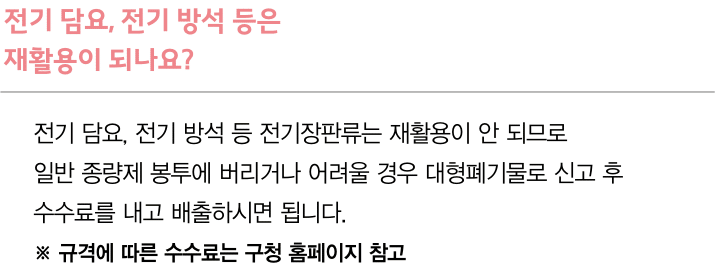 전기 담요, 전기 방석 등은
재활용이 되나요?
전기 담요, 전기 방석 등 전기장판류는 재활용이 안 되므로
일반 종량제 봉투에 버리거나 어려울 경우 대형폐기물로 신고 후
수수료를 내고 배출하시면 됩니다.
※ 규격에 따른 수수료는 구청 홈페이지 참고